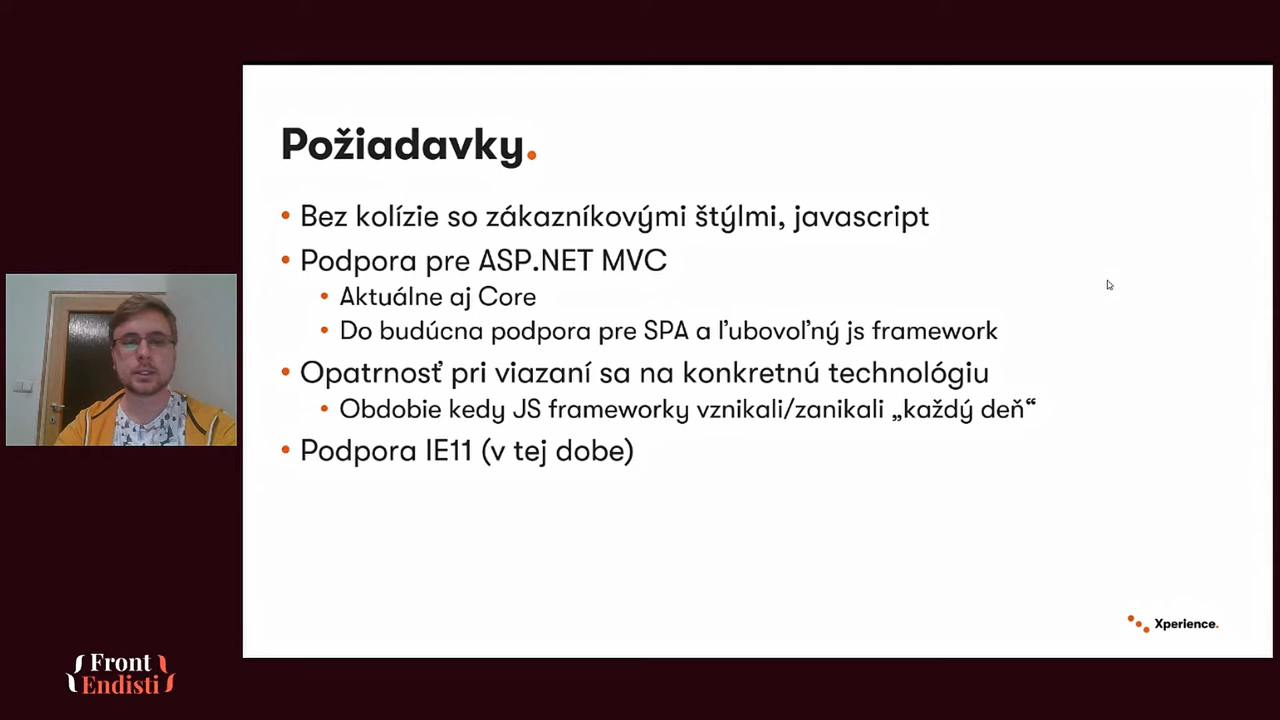 Požiadavky.
• Bez kolízie so zákazníkovými štýlmi, javascript
• Podpora pre ASP.NET MVC
• Aktuálne aj Core
• Do budúcna podpora pre SPA a ľubovoľný js framework
• Opatrnosť pri viazaní sa na konkretnú technológiu
• Obdobie kedy JS frameworky vznikali/zanikali „každý deň“
• Podpora IE11 (v tej dobe)
Xperience.
{Front
Endisti}